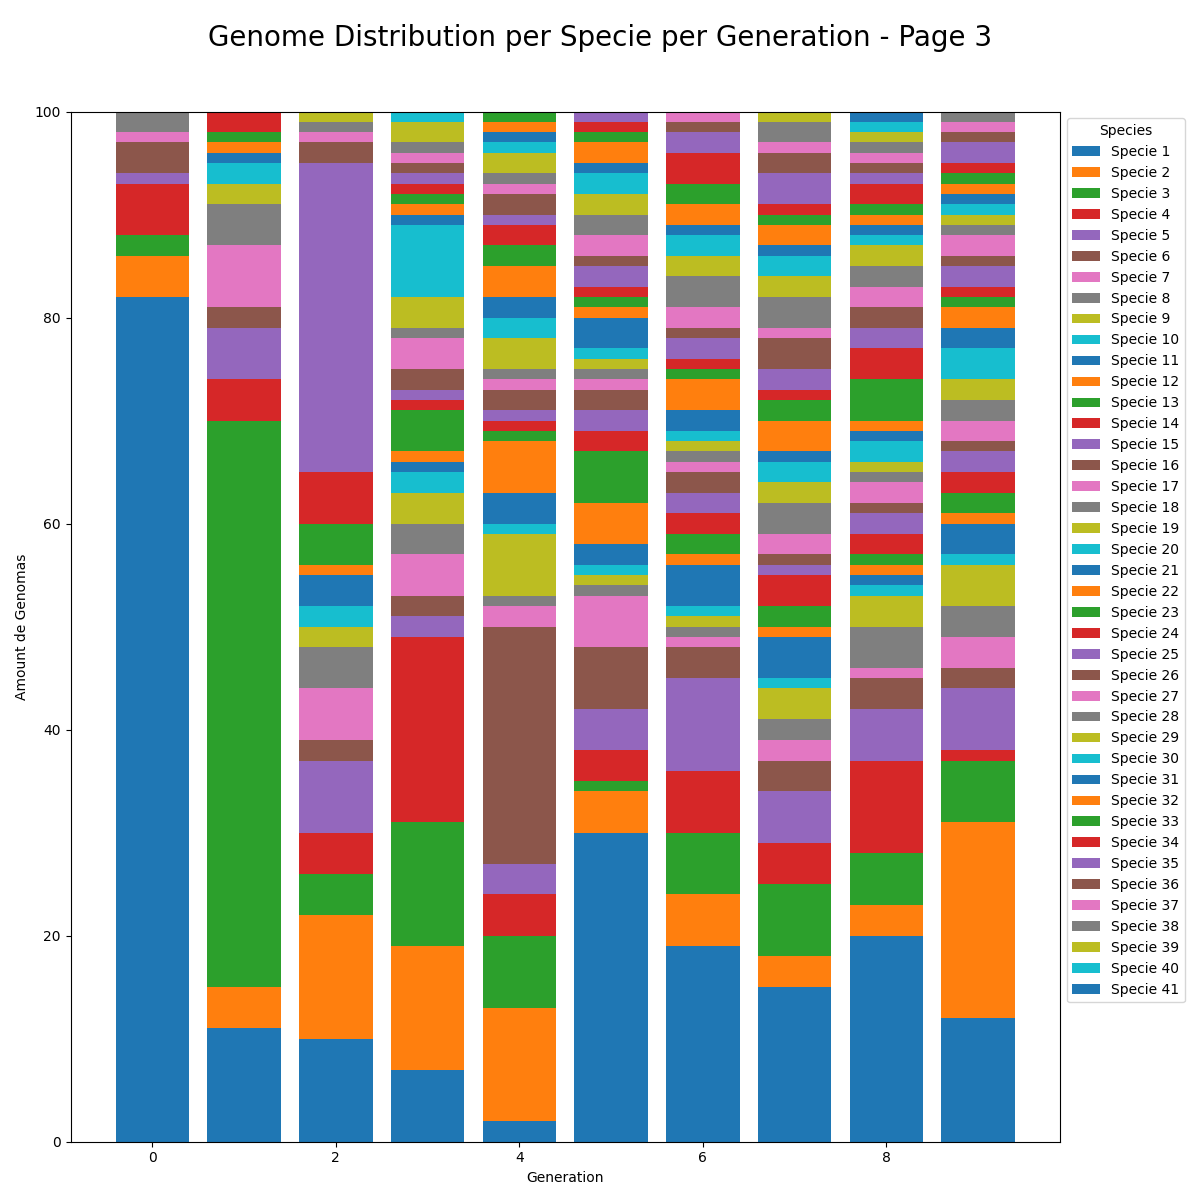 Genome Distribution per Specie per Generation - Page 3
100
80
60
40
20
0
Amount de Genomas
0 2 4 6 8
Generation
Species
Specie 1
Specie 2
Specie 3
Specie 4
Specie 5
Specie 6
Specie 7
Specie 8
Specie 9
Specie 10
Specie 11
Specie 12
Specie 13
Specie 14
Specie 15
Specie 16
Specie 17
Specie 18
Specie 19
Specie 20
Specie 21
Specie 22
Specie 23
Specie 24
Specie 25
Specie 26
Specie 27
Specie 28
Specie 29
Specie 30
Specie 31
Specie 32
Specie 33
Specie 34
Specie 35
Specie 36
Specie 37
Specie 38
Specie 39
Specie 40
Specie 41